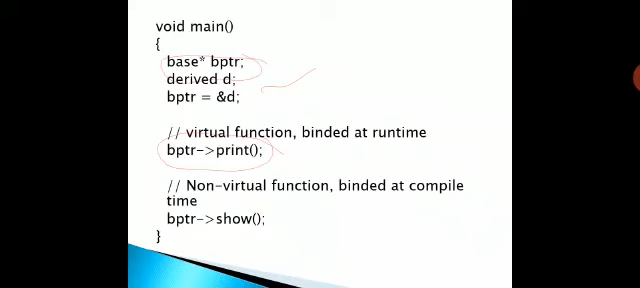 void main()
{
base* bptr;
derived d;
bptr = &d;
// virtual function, binded at runtime
bptr->print();
// Non-virtual function, binded at compile
time
bptr->show();
}